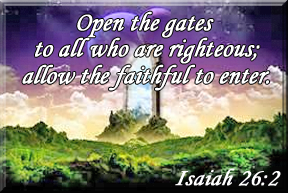 Open the gates
to all who are righteous;
allow the faithful to enter.
Isaiah 26:2